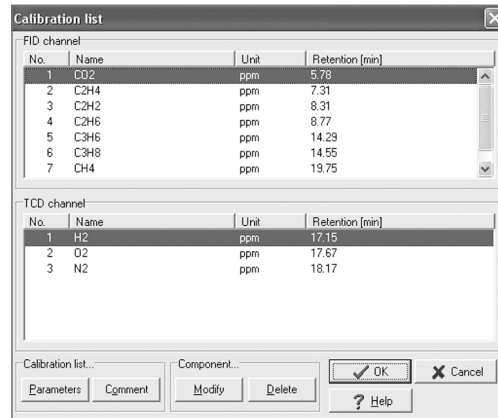 Calibration list
FID channel
No. Name Unit Retention [min]
1 CO2 ppm 5.78
2 C2H4 ppm 7.31
3 C2H2 ppm 8.31
4 C2H6 ppm 8.77
5 C3H6 ppm 14.29
6 C3H8 ppm 14.55
7 CH4 ppm 19.75
TCD channel
No. Name Unit Retention [min]
1 H2 ppm 17.15
2 O2 ppm 17.67
3 N2 ppm 18.17
Calibration list... Component...
Parameters Comment Modify Delete OK Cancel
Help